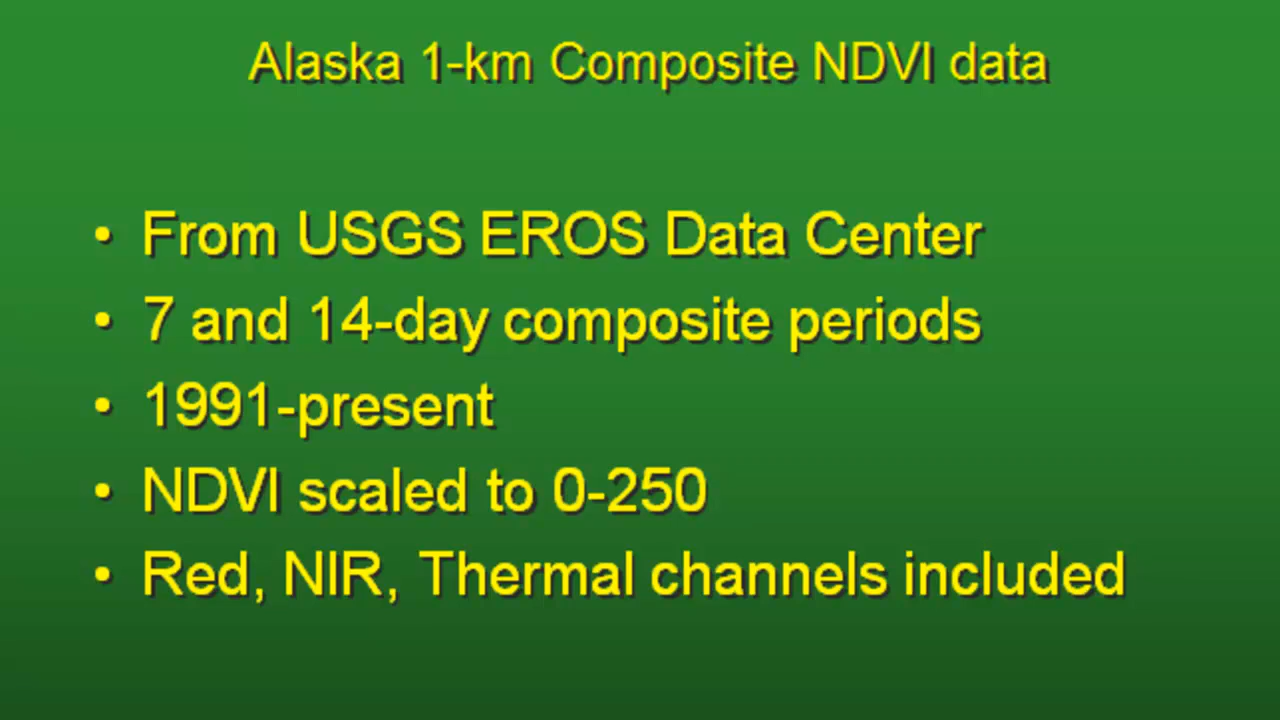 Alaska 1-km Composite NDVI data
• From USGS EROS Data Center
• 7 and 14-day composite periods
• 1991-present
• NDVI scaled to 0-250
• Red, NIR, Thermal channels included